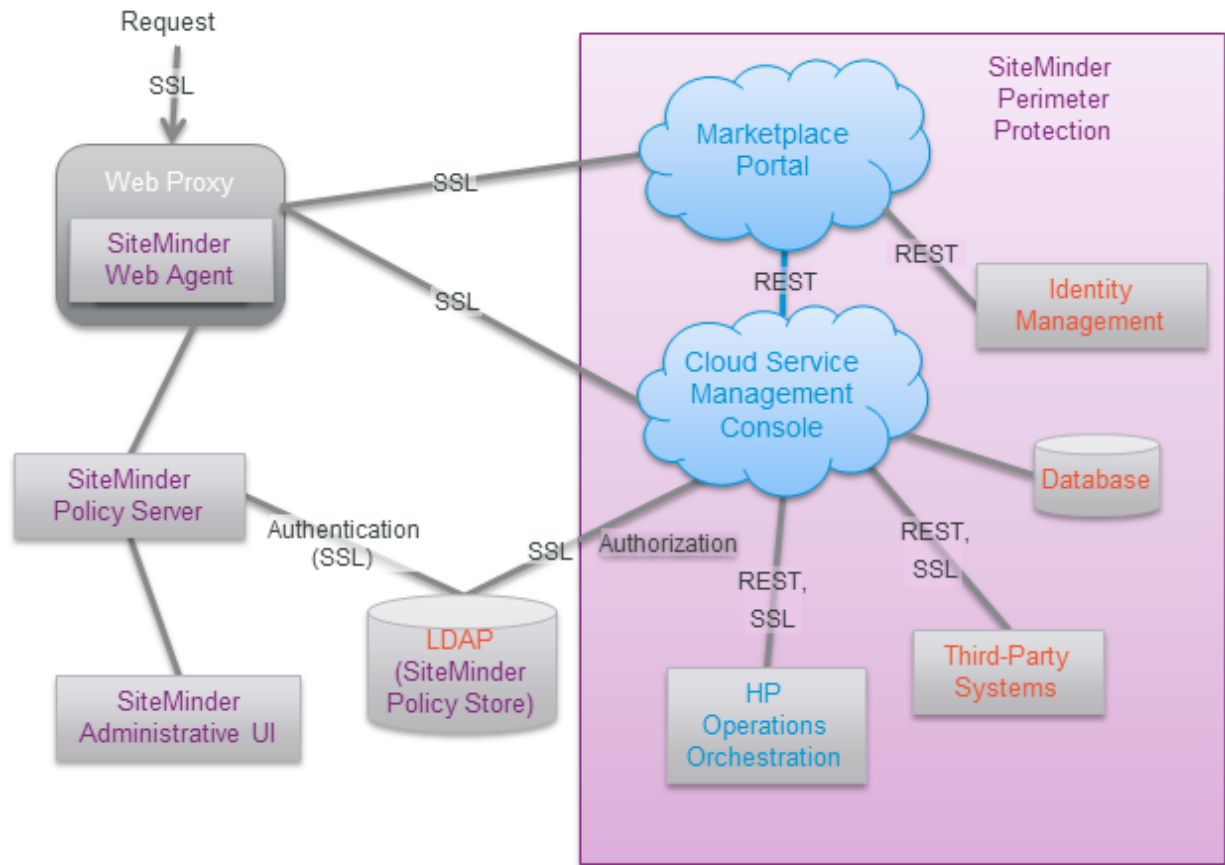 Request
SSL
Web Proxy
SiteMinder
Web Agent
SSL
SSL
SiteMinder
Perimeter
Protection
Marketplace
Portal
REST
REST
Identity
Management
Cloud Service
Management
Console
Database
SiteMinder
Policy Server
Authentication
(SSL)
SSL
Authorization
REST,
SSL
REST,
SSL
LDAP
(SiteMinder
Policy Store)
Third-Party
Systems
SiteMinder
Administrative UI
HP
Operations
Orchestration